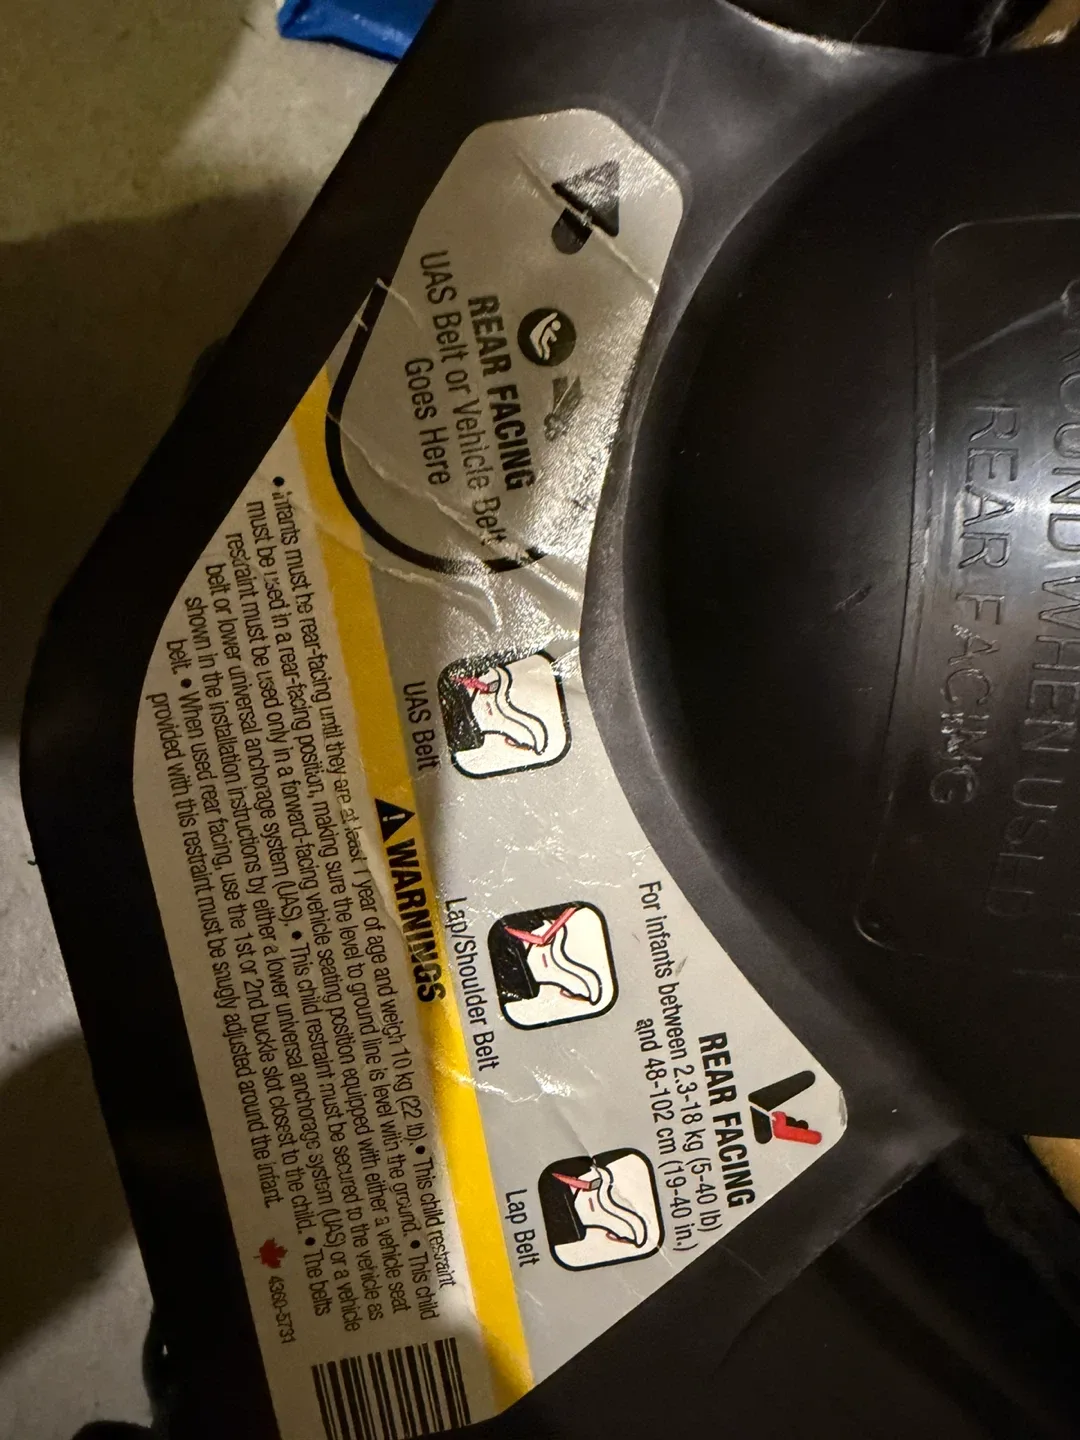 REAR FACING
UAS Belt or Vehicle Belt
Goes Here
REAR FACING
For infants between 2.3-18 kg (5-40 lb)
and 48-102 cm (19-40 in.)
UAS Belt
Lap/Shoulder Belt
Lap Belt
WARNINGS
• Infants must be rear-facing until they are at least 1 year of age and weigh 10 kg (22 lb). • This child restraint
must be used in a rear-facing position, making sure the level to ground line is level with the ground. • This child
restraint must be used only in a forward-facing vehicle seating position equipped with either a vehicle seat
belt or lower universal anchorage system (UAS). • This child restraint must be secured to the vehicle as
shown in the installation instructions by either a lower universal anchorage system (UAS) or a vehicle
belt. • When used rear facing, use the 1st or 2nd buckle slot closest to the child. • The belts
provided with this restraint must be snugly adjusted around the infant.
4360-5731
ROUND WHEN USED
REAR FACING